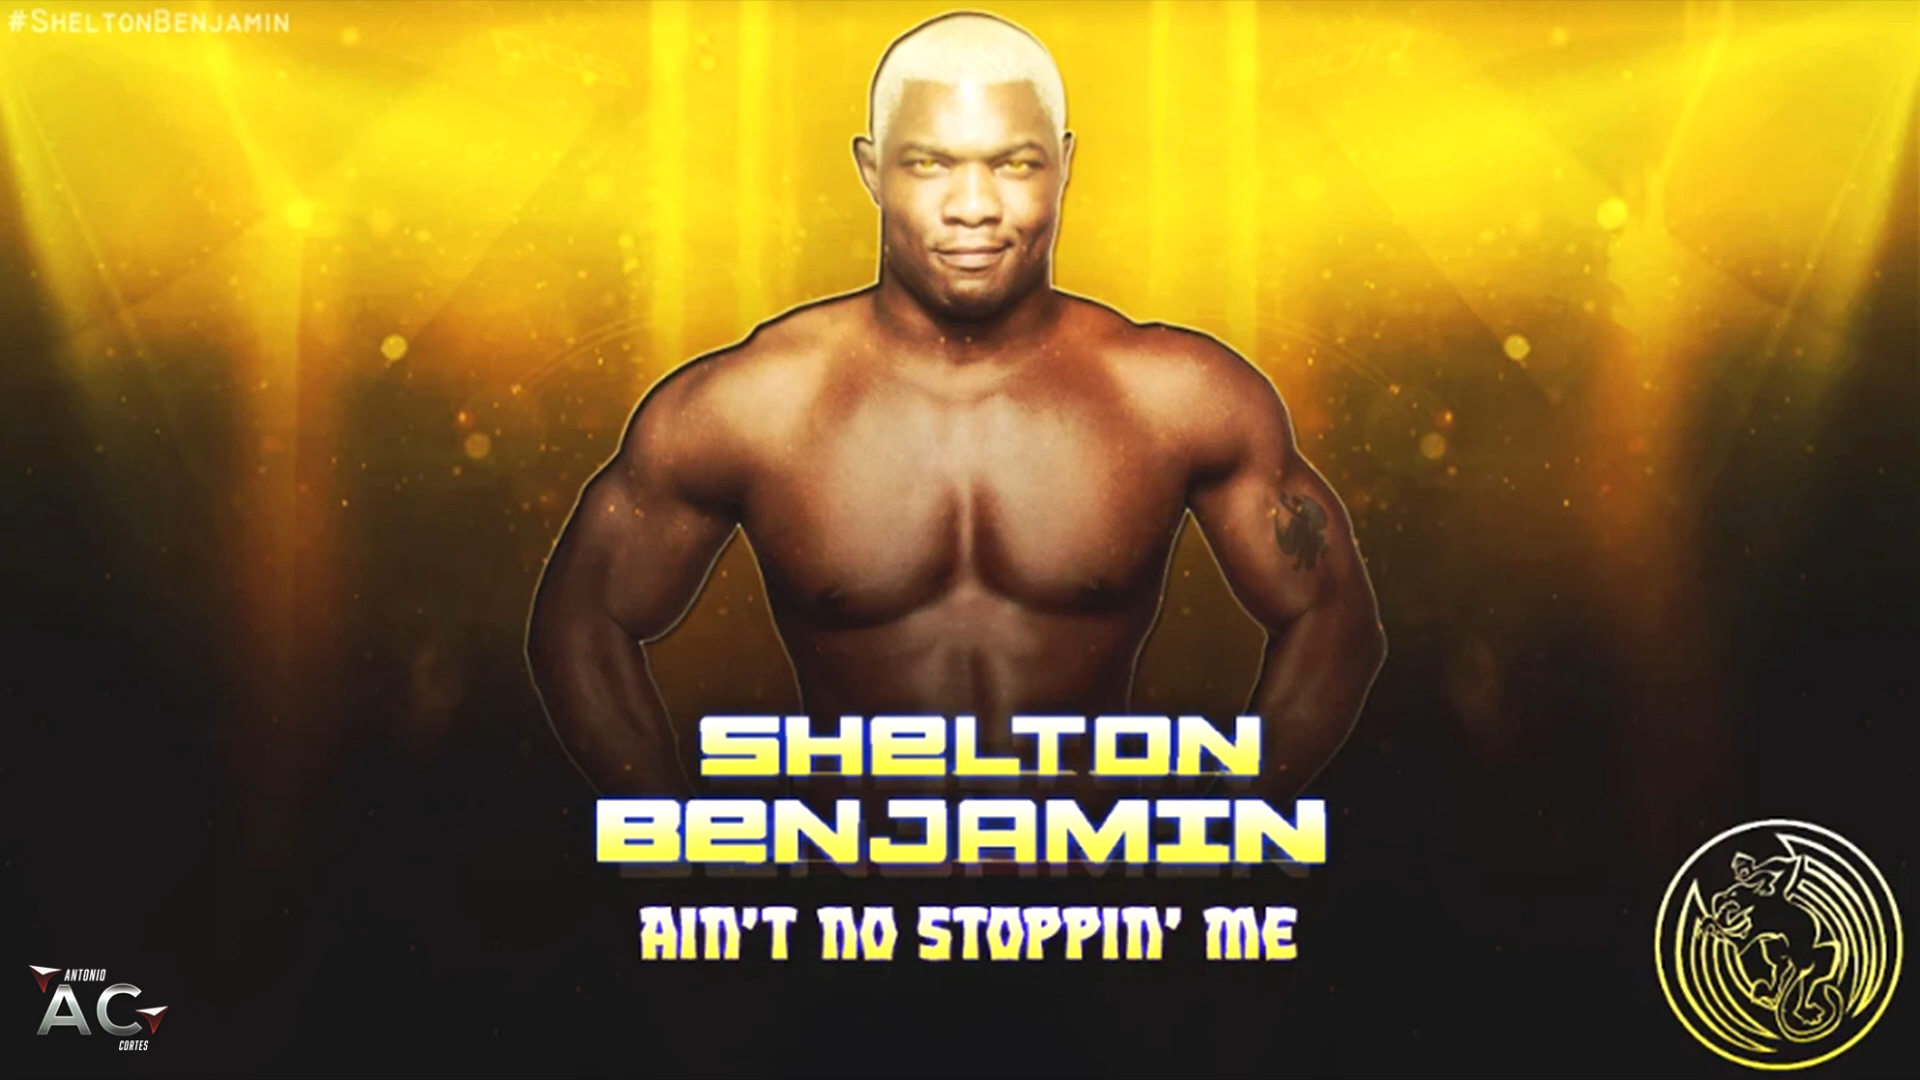 #SHELTONBENJAMIN
SHELTON
BENJAMIN
AIN'T NO STOPPIN' ME
ANTONIO
AC
CORTES